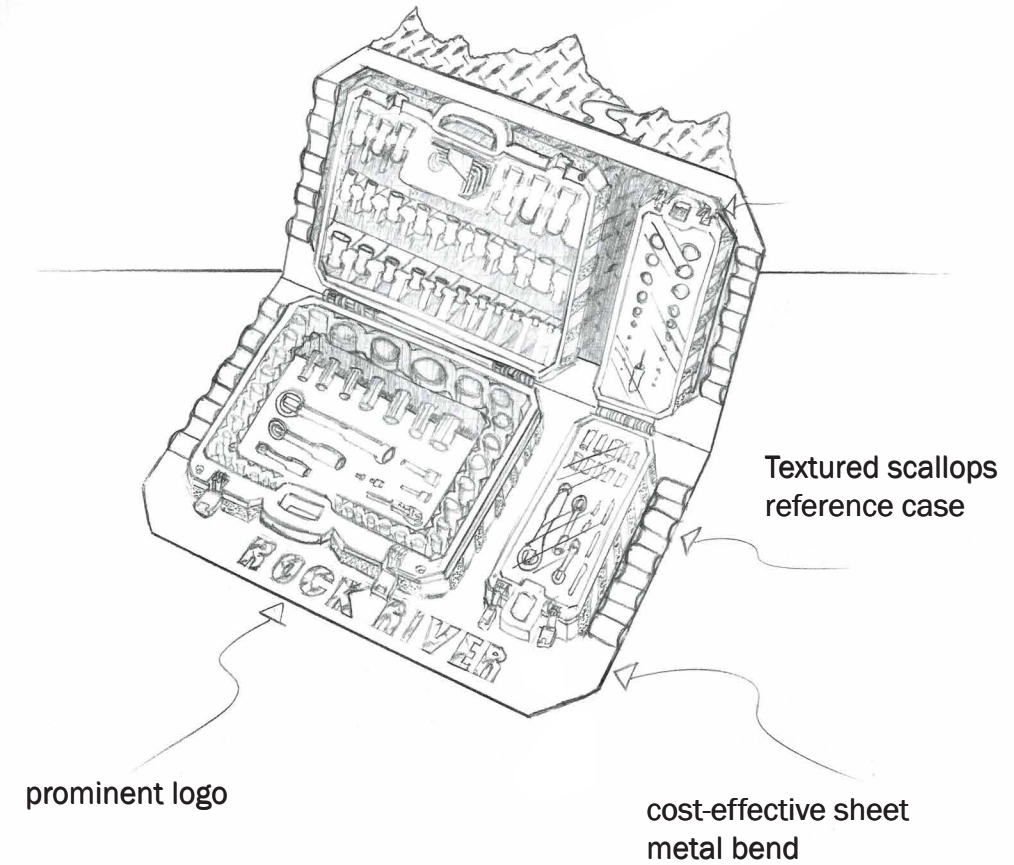 Textured scallops
reference case
ROCK RIVER
prominent logo
cost-effective sheet
metal bend